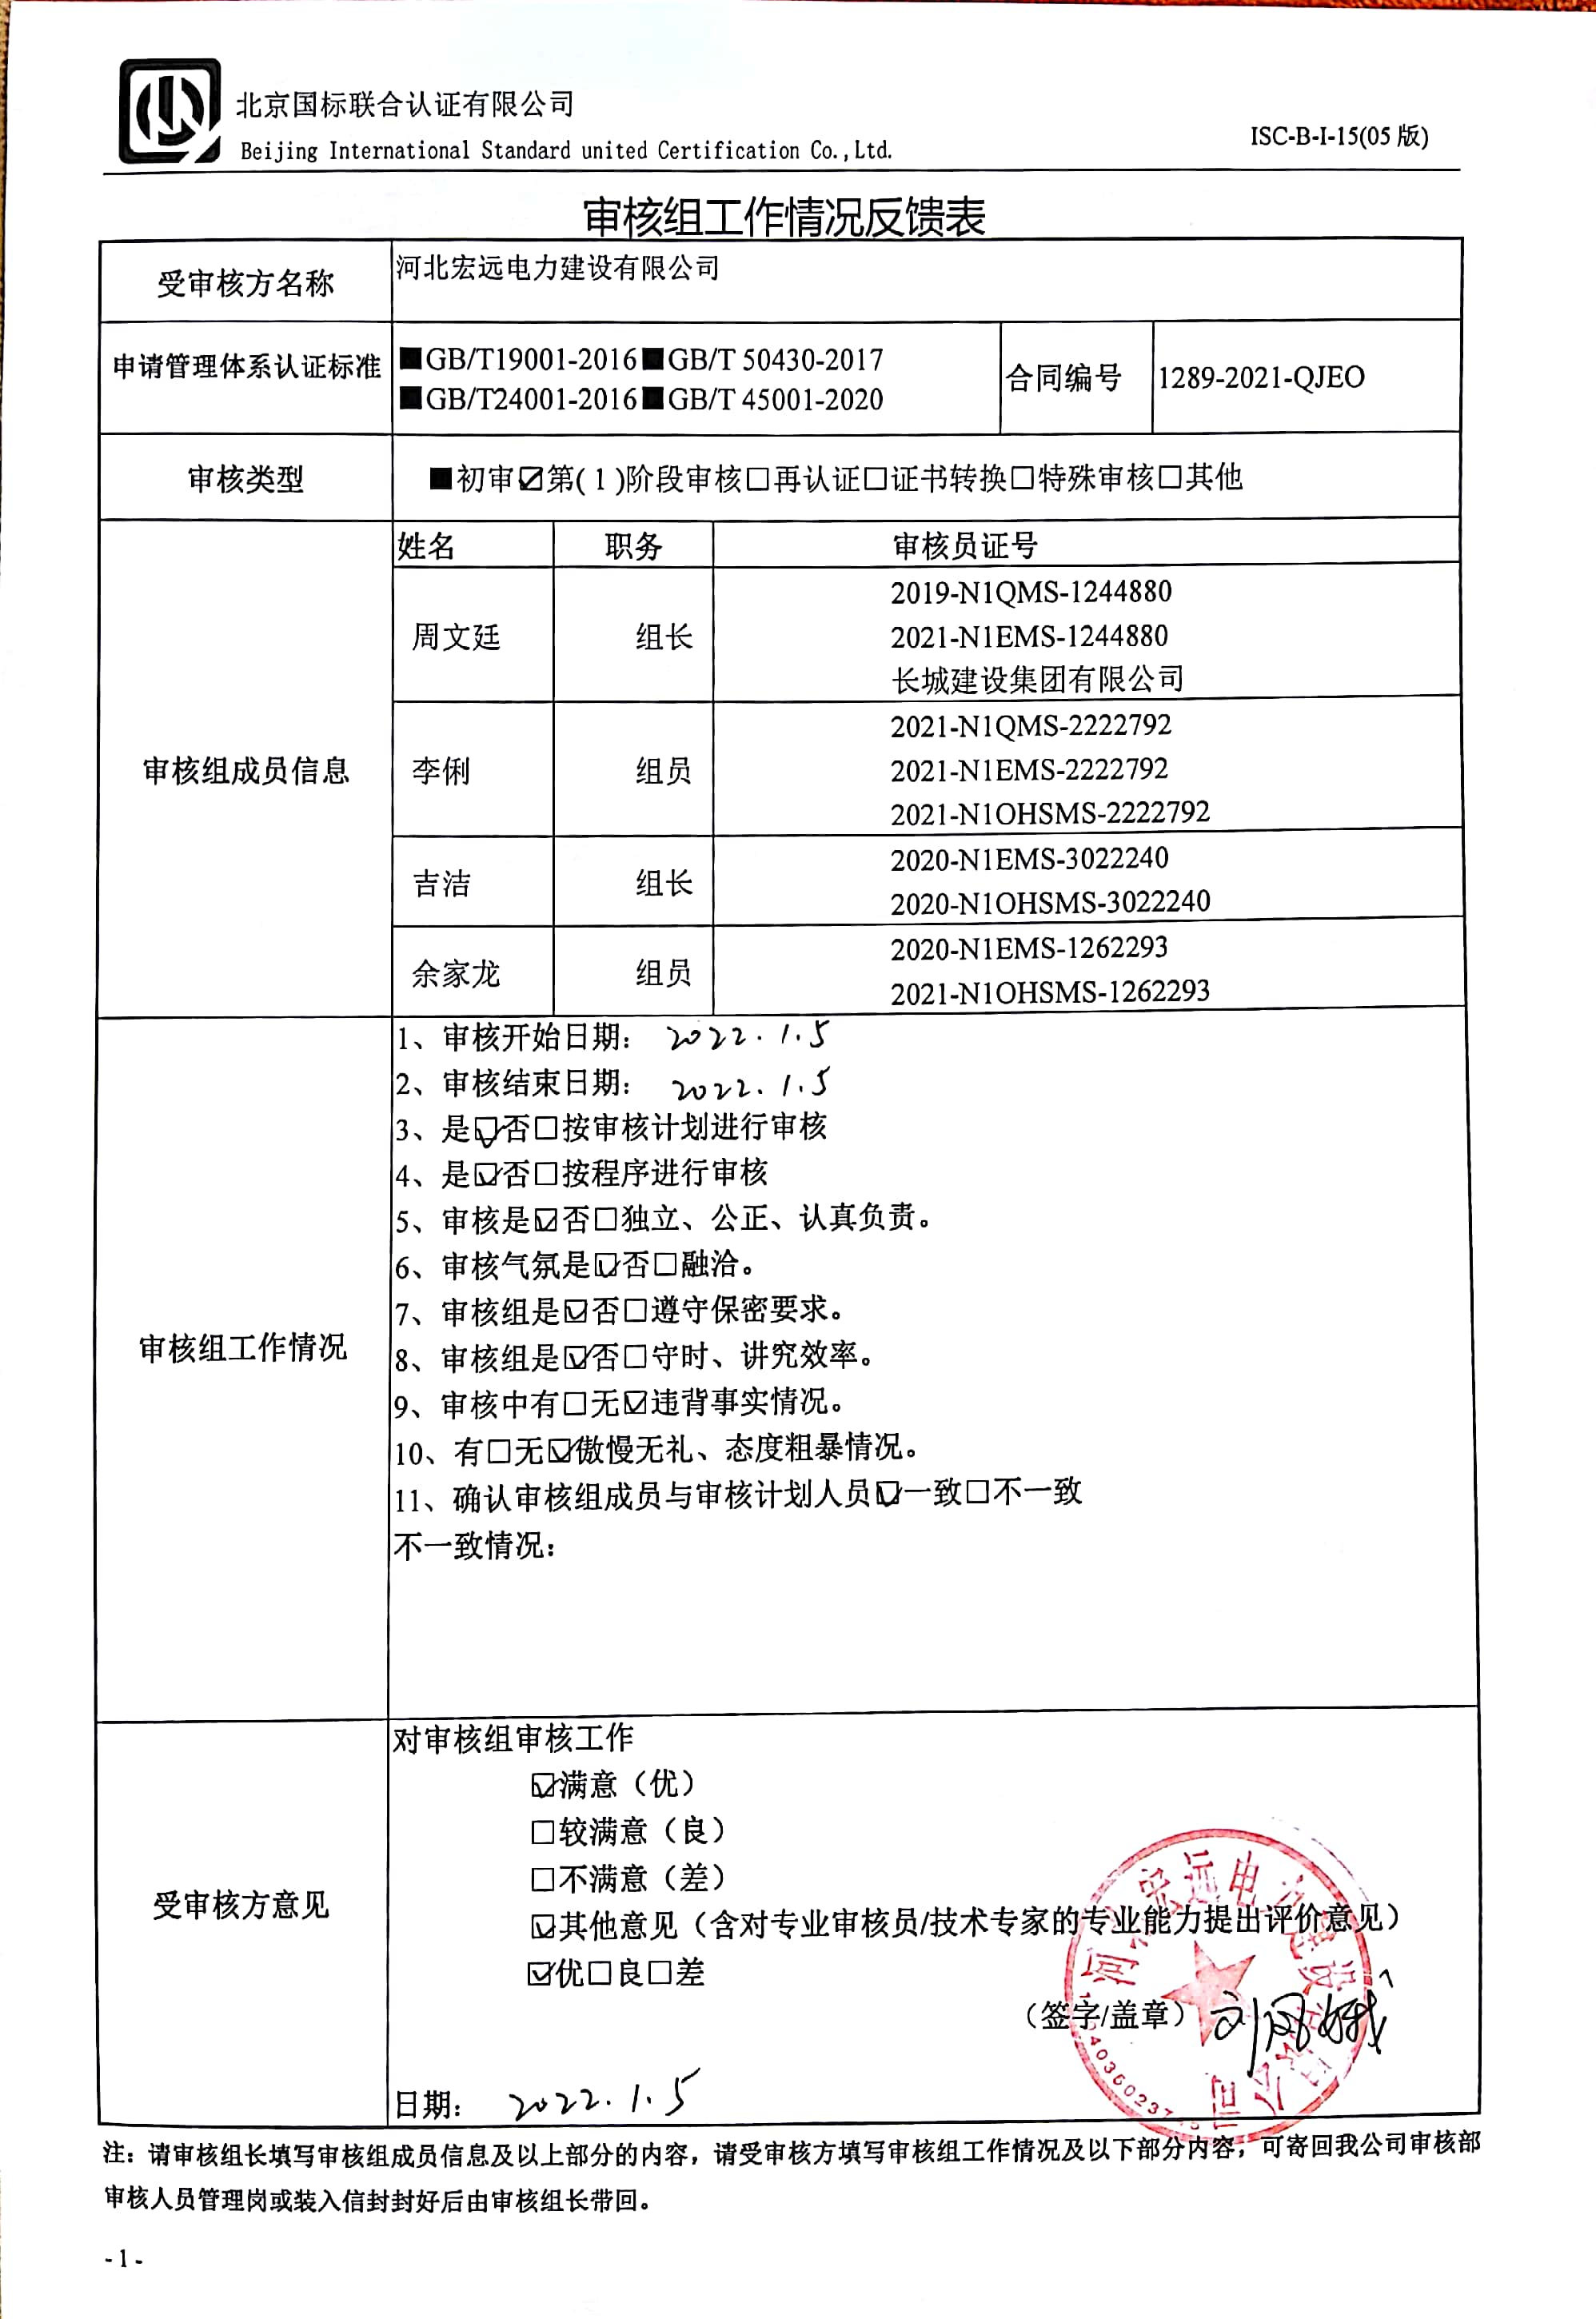 北京国标联合认证有限公司
Beijing International Standard united Certification Co.,Ltd.
ISC-B-I-15(05 版)
审核组工作情况反馈表
受审核方名称 河北宏远电力建设有限公司
申请管理体系认证标准 ■GB/T19001-2016■GB/T 50430-2017
■GB/T24001-2016■GB/T 45001-2020
合同编号 1289-2021-QJEO
审核类型 ■初审☑第(1)阶段审核□再认证□证书转换□特殊审核□其他
审核组成员信息
姓名 职务 审核员证号
周文廷 组长 2019-N1QMS-1244880
2021-N1EMS-1244880
长城建设集团有限公司
李俐 组员 2021-N1QMS-2222792
2021-N1EMS-2222792
2021-N1OHSMS-2222792
吉洁 组长 2020-N1EMS-3022240
2020-N1OHSMS-3022240
余家龙 组员 2020-N1EMS-1262293
2021-N1OHSMS-1262293
审核组工作情况
1、审核开始日期： 2022.1.5
2、审核结束日期： 2022.1.5
3、是☑否□按审核计划进行审核
4、是☑否□按程序进行审核
5、审核是☑否□独立、公正、认真负责。
6、审核气氛是☑否□融洽。
7、审核组是☑否□遵守保密要求。
8、审核组是☑否□守时、讲究效率。
9、审核中有□无☑违背事实情况。
10、有□无☑傲慢无礼、态度粗暴情况。
11、确认审核组成员与审核计划人员☑一致□不一致
不一致情况：
受审核方意见
对审核组审核工作
☑满意（优）
□较满意（良）
□不满意（差）
☑其他意见（含对专业审核员/技术专家的专业能力提出评价意见）
☑优□良□差
（签字/盖章）
河北宏远电力建设有限公司
日期： 2022.1.5
注：请审核组长填写审核组成员信息及以上部分的内容，请受审核方填写审核组工作情况及以下部分内容；可寄回我公司审核部
审核人员管理岗或装入信封封好后由审核组长带回。
- 1 -